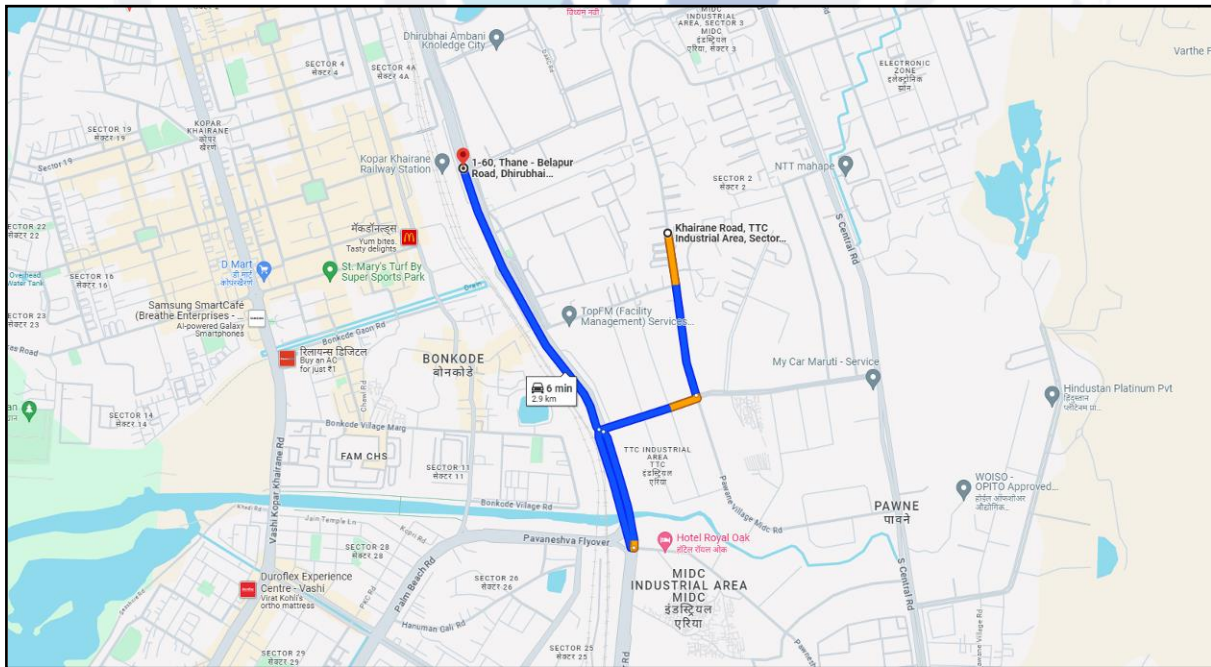 विधान नवी
MIDC
INDUSTRIAL
AREA, SECTOR 3
MIDC
इंडस्ट्रियल
एरिया, सेक्टर 3
Dhirubhai Ambani
Knoledge City
SECTOR 4
सेक्टर 4
SECTOR 4A
सेक्टर 4A
Varthe F
ELECTRONIC
ZONE
इलेक्ट्रॉनिक
झोन
KOPAR
KHAIRANE
कोपर
खैरणे
SECTOR 19
सेक्टर 19
Sector 19
Kopar Khairane
Railway Station
1-60, Thane - Belapur
Road, Dhirubhai...
NTT mahape
SECTOR 2
सेक्टर 2
S Central Rd
SECTOR 22
सेक्टर 22
मॅकडॉनल्ड्स
Yum bites.
Tasty delights.
Khairane Road, TTC
Industrial Area, Sector...
D Mart
डी मार्ट
कोपरखैरणे
SECTOR 16
सेक्टर 16
St. Mary's Turf By
Super Sports Park
Overhead
Water Tank
Drain
Samsung SmartCafé
(Breathe Enterprises - ...
AI-powered Galaxy
Smartphones
SECTOR 23
सेक्टर 23
TopFM (Facility
Management) Services...
Bonkode Gaon Rd
रिलायन्स डिजिटल
Buy an AC
for just ₹1
BONKODE
बोनकोडे
My Car Maruti - Service
6 min
2.9 km
Hindustan Platinum Pvt
हिंदुस्तान
प्लॅटिनम प्रा...
Chawl Rd
SECTOR 14
सेक्टर 14
Bonkode Village Marg
FAM CHS
SECTOR 11
सेक्टर 11
TTC INDUSTRIAL
AREA
TTC
इंडस्ट्रियल
एरिया
Vashi Kopar Khairane Rd
WOISO -
OPITO Approved...
Pawane Village Midc Rd
PAWNE
पावने
Bonkode Village Rd
Jain Temple Ln
Pavaneshva Flyover
Hotel Royal Oak
हॉटेल रॉयल ओक
SECTOR 28
सेक्टर 28
Palm Beach Rd
Duroflex Experience
Centre - Vashi
Virat Kohli's
ortho mattress
SECTOR 26
सेक्टर 26
MIDC
INDUSTRIAL AREA
MIDC
इंडस्ट्रियल
एरिया
S Central Rd
Hanuman Gali Rd
SECTOR 29
सेक्टर 29
SECTOR 25
सेक्टर 25